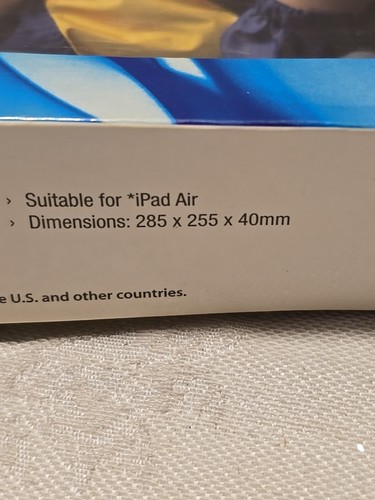 › Suitable for *iPad Air
› Dimensions: 285 x 255 x 40mm
e U.S. and other countries.